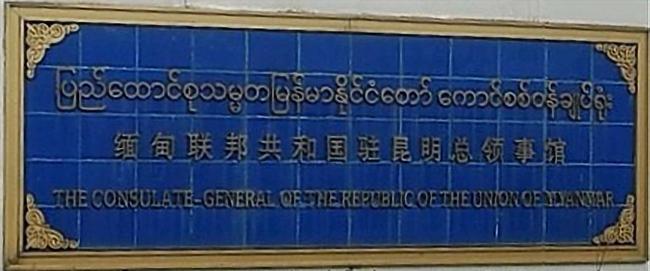 ပြည်ထောင်စုသမ္မတမြန်မာနိုင်ငံတော် ကောင်စစ်ဝန်ချုပ်ရုံး
缅甸联邦共和国驻昆明总领事馆
THE CONSULATE-GENERAL OF THE REPUBLIC OF THE UNION OF MYANMAR